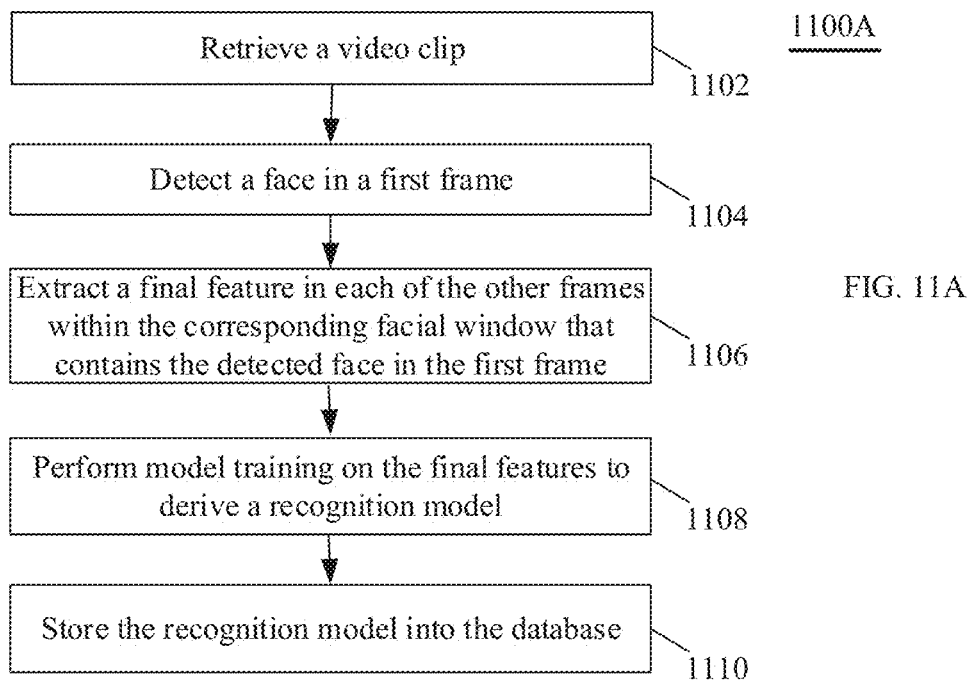 1100A
Retrieve a video clip
1102
Detect a face in a first frame
1104
Extract a final feature in each of the other frames
within the corresponding facial window that
contains the detected face in the first frame
1106
FIG. 11A
Perform model training on the final features to
derive a recognition model
1108
Store the recognition model into the database
1110